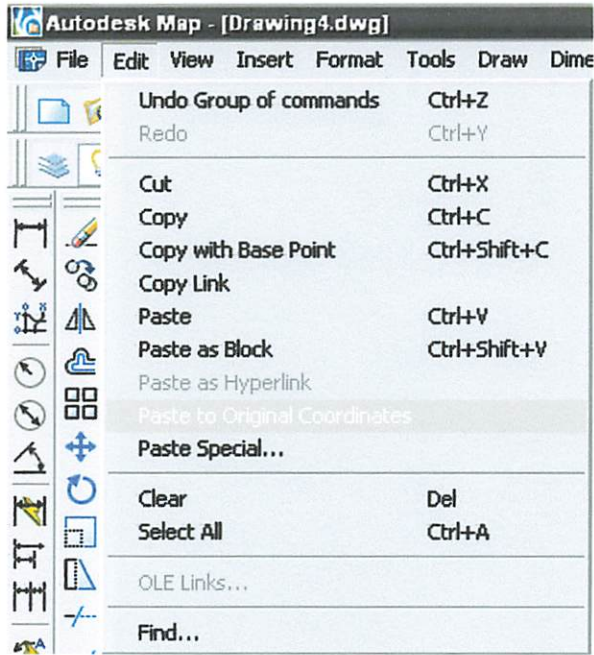 Autodesk Map - [Drawing4.dwg]
File Edit View Insert Format Tools Draw Dime
Undo Group of commands Ctrl+Z
Redo Ctrl+Y
Cut Ctrl+X
Copy Ctrl+C
Copy with Base Point Ctrl+Shift+C
Copy Link
Paste Ctrl+V
Paste as Block Ctrl+Shift+V
Paste as Hyperlink
Paste to Original Coordinates
Paste Special...
Clear Del
Select All Ctrl+A
OLE Links...
Find...